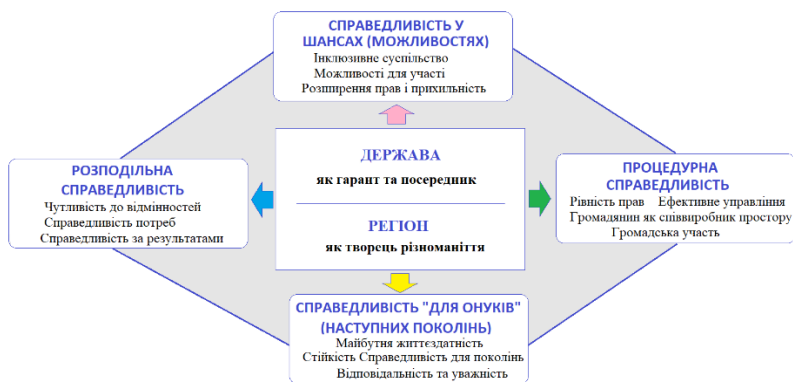 СПРАВЕДЛИВІСТЬ У
ШАНСАХ (МОЖЛИВОСТЯХ)
Інклюзивне суспільство
Можливості для участі
Розширення прав і прихильність
РОЗПОДІЛЬНА
СПРАВЕДЛИВІСТЬ
Чутливість до відмінностей
Справедливість потреб
Справедливість за результатами
ДЕРЖАВА
як гарант та посередник
РЕГІОН
як творець різноманіття
ПРОЦЕДУРНА
СПРАВЕДЛИВІСТЬ
Рівність прав Ефективне управління
Громадянин як співвиробник простору
Громадська участь
СПРАВЕДЛИВІСТЬ "ДЛЯ ОНУКІВ"
(НАСТУПНИХ ПОКОЛІНЬ)
Майбутня життєздатність
Стійкість Справедливість для поколінь
Відповідальність та уважність